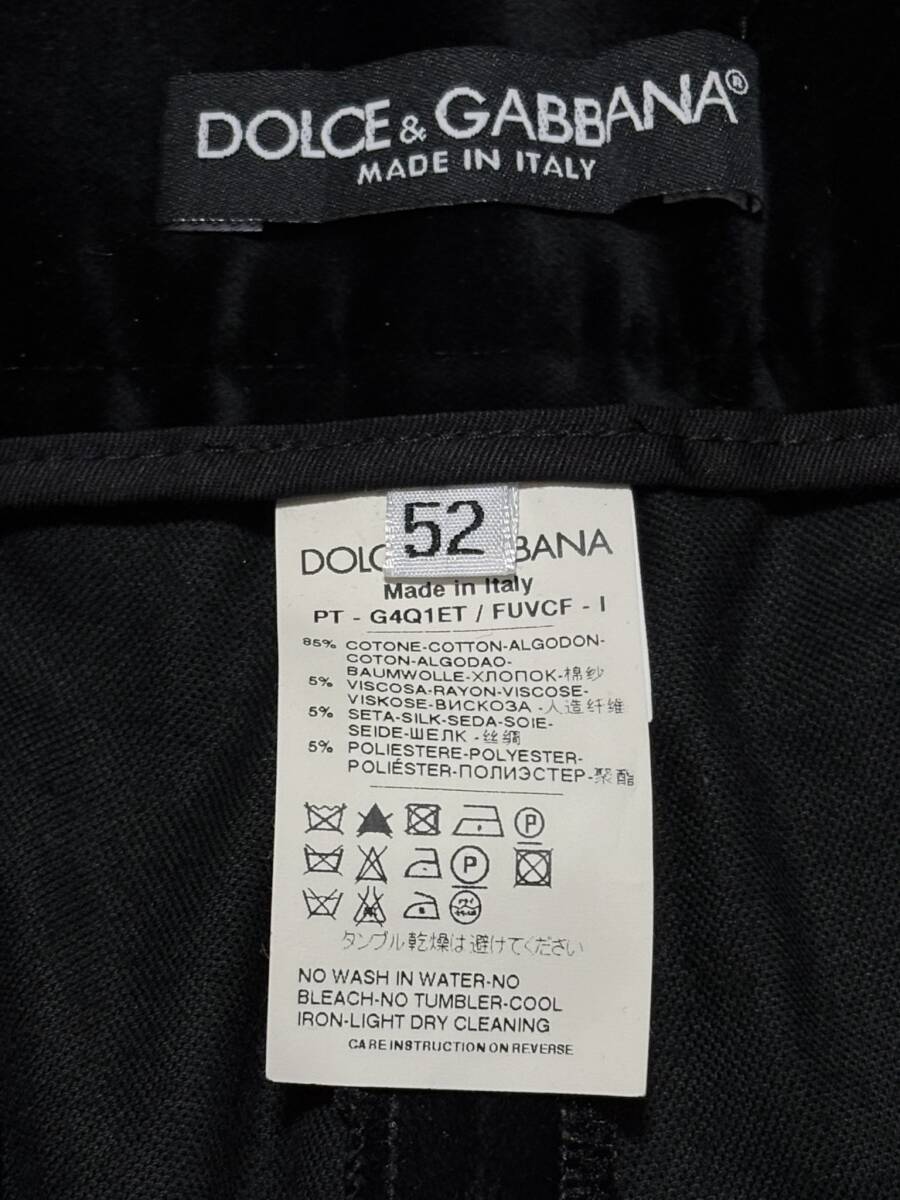 DOLCE & GABBANA®
MADE IN ITALY
52
DOLC BANA
Made in Italy
PT - G4Q1ET / FUVCF - I
85% COTONE-COTTON-ALGODON-
COTON-ALGODAO-
BAUMWOLLE-ХЛОПОК-棉纱
5% VISCOSA-RAYON-VISCOSE-
VISKOSE-ВИСКОЗА -人造纤维
5% SETA-SILK-SEDA-SOIE-
SEIDE-ШЕЛК -丝绸
5% POLIESTERE-POLYESTER-
POLIÉSTER-ПОЛИЭСТЕР-聚酯
P
P
タンブル乾燥は避けてください
NO WASH IN WATER-NO
BLEACH-NO TUMBLER-COOL
IRON-LIGHT DRY CLEANING
CARE INSTRUCTION ON REVERSE